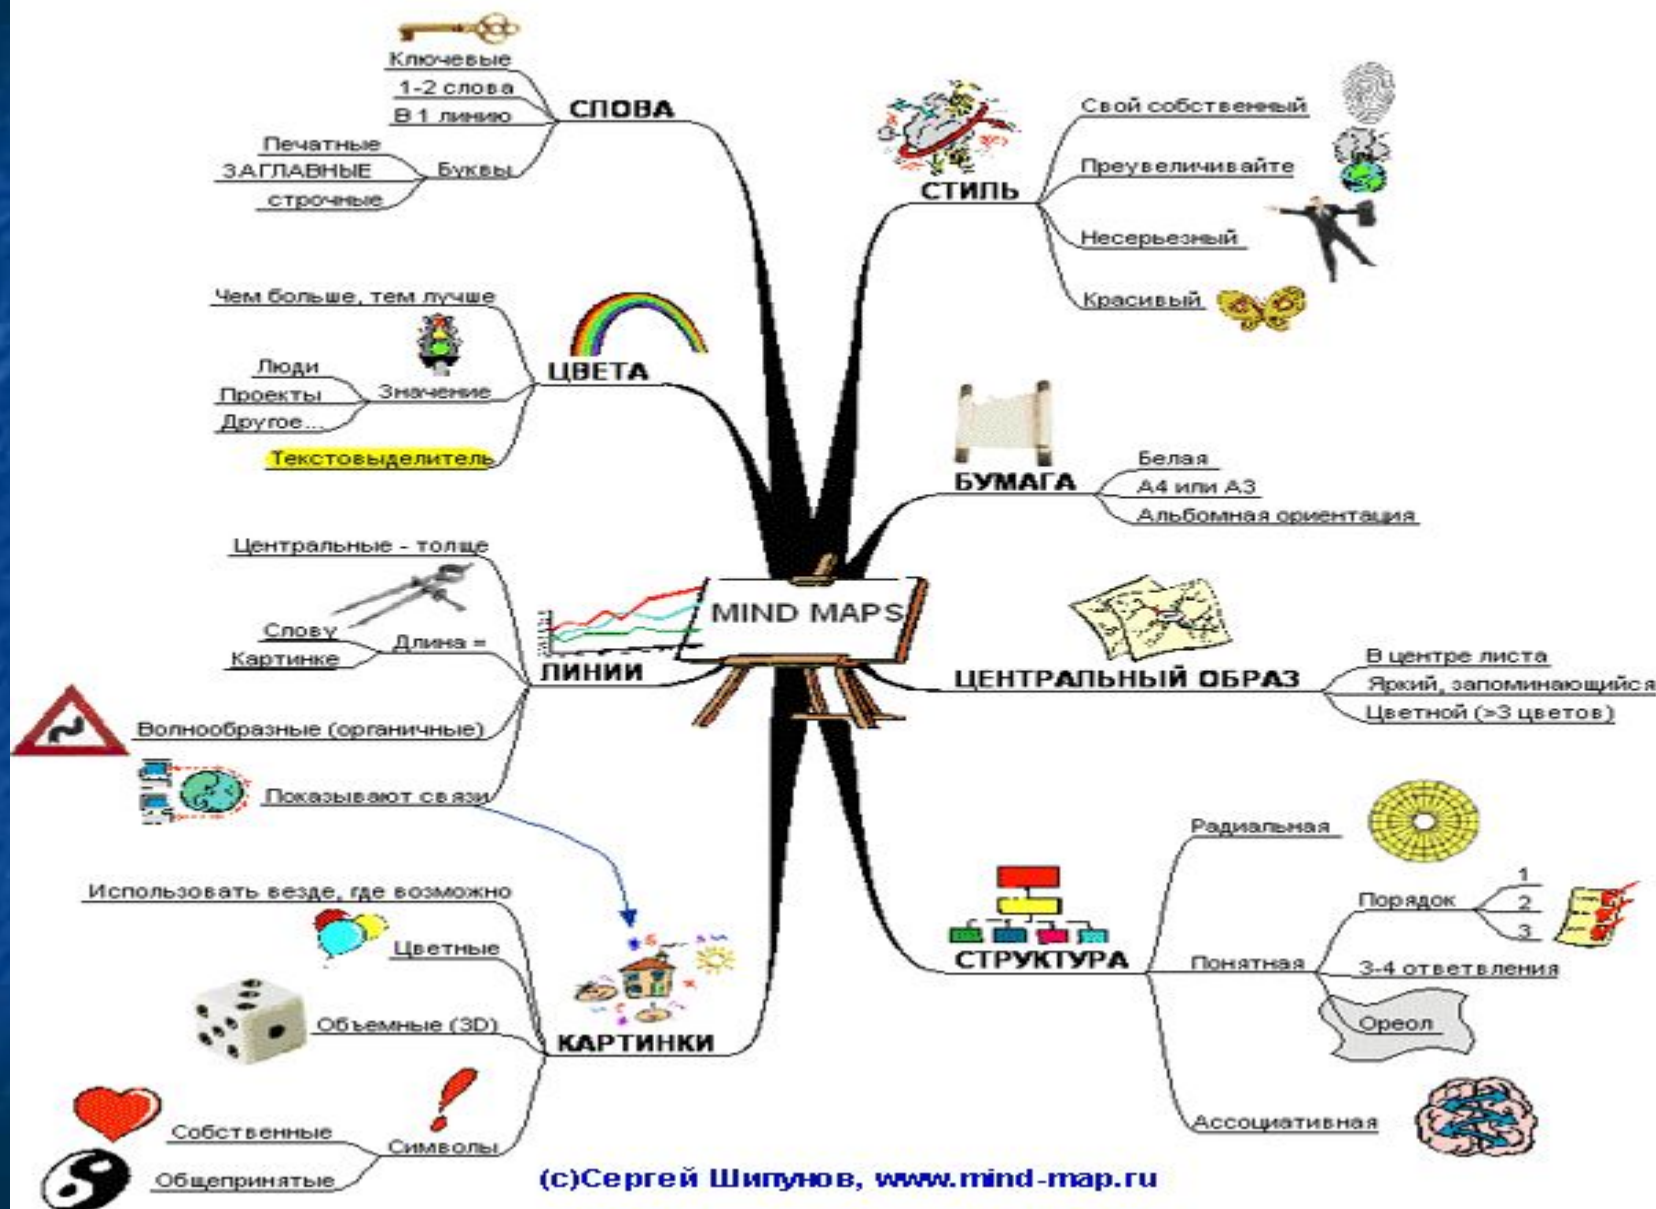 MIND MAPS
СЛОВА
Ключевые
1-2 слова
В 1 линию
Буквы
Печатные
ЗАГЛАВНЫЕ
строчные
ЦВЕТА
Чем больше, тем лучше
Значение
Люди
Проекты
Другое...
Текстовыделитель
ЛИНИИ
Центральные - толще
Длина =
Слову
Картинке
Волнообразные (органичные)
Показывают связи
КАРТИНКИ
Использовать везде, где возможно
Цветные
Объемные (3D)
Символы
Собственные
Общепринятые
СТИЛЬ
Свой собственный
Преувеличивайте
Несерьезный
Красивый
БУМАГА
Белая
А4 или А3
Альбомная ориентация
ЦЕНТРАЛЬНЫЙ ОБРАЗ
В центре листа
Яркий, запоминающийся
Цветной (>3 цветов)
СТРУКТУРА
Радиальная
Понятная
Порядок
1
2
3
3-4 ответвления
Ореол
Ассоциативная
(c)Сергей Шипунов, www.mind-map.ru